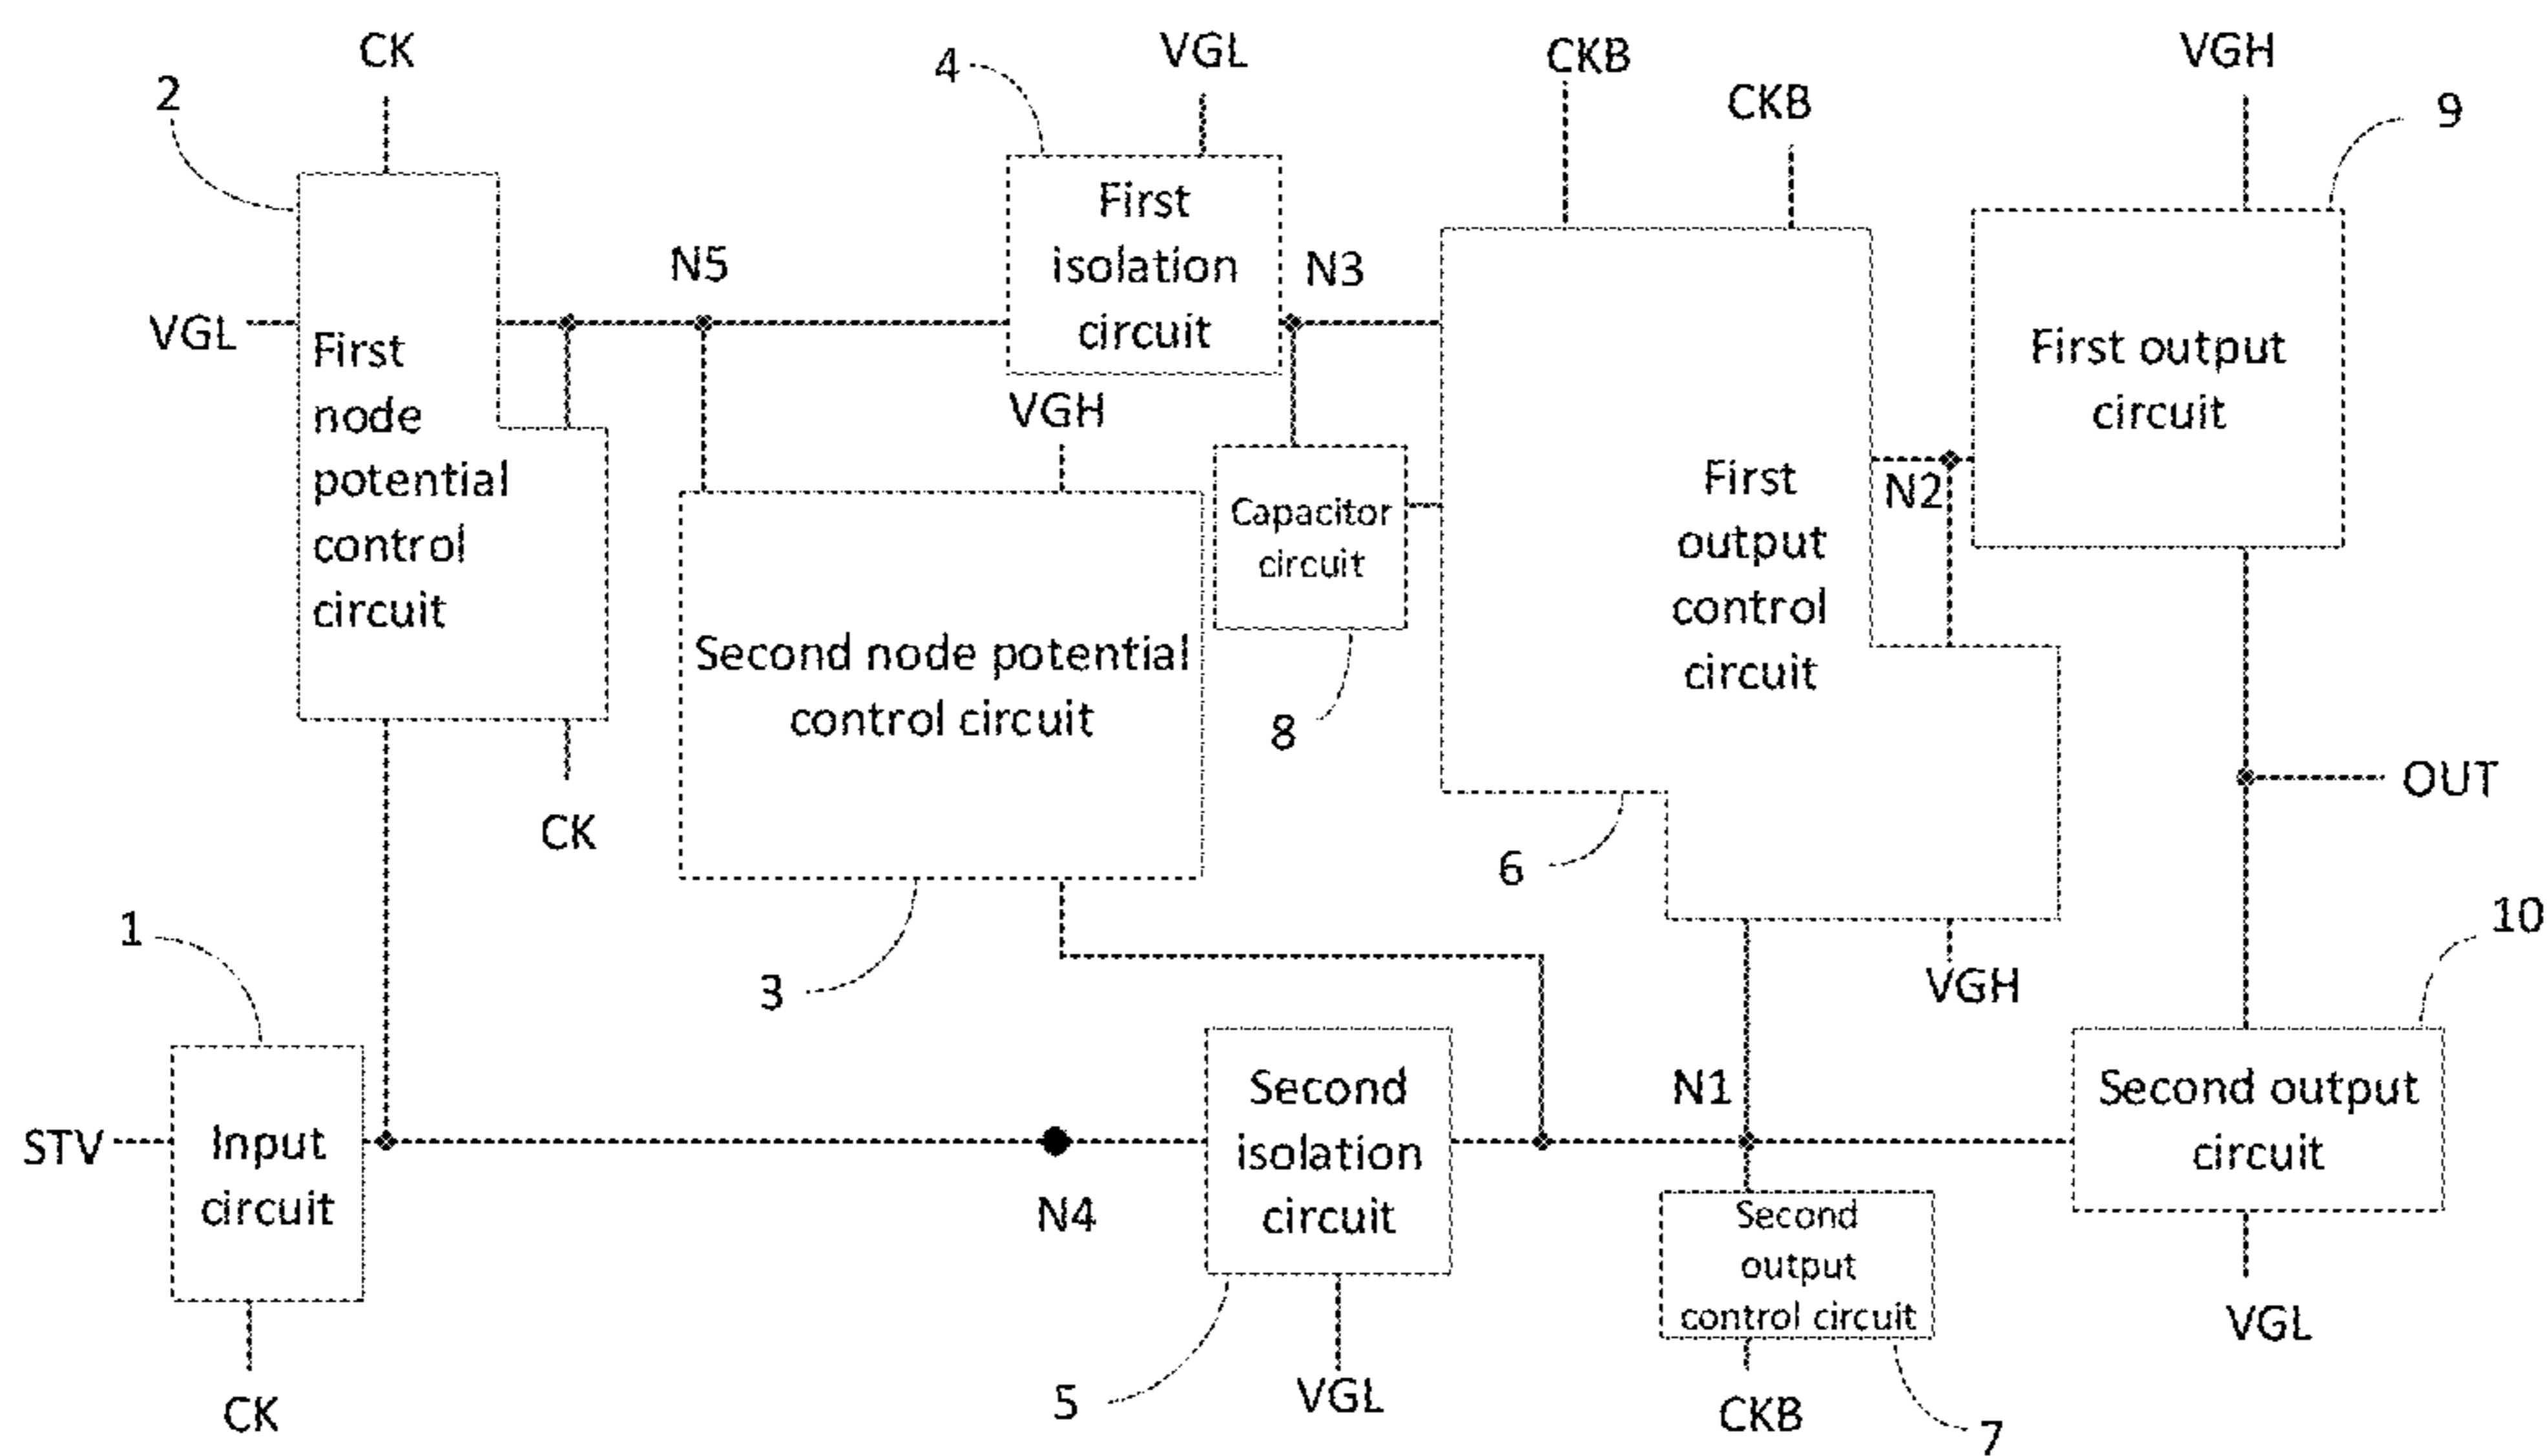 CK
VGL
CKB
VGH
2
4
CKB
9
First
isolation
circuit
N5
N3
VGL
First
node
potential
control
circuit
First output
circuit
VGH
N2
Capacitor
circuit
First
output
control
circuit
Second node potential
control circuit
8
CK
OUT
6
1
3
10
VGH
STV
Input
circuit
N4
Second
isolation
circuit
N1
Second output
circuit
Second
output
control circuit
VGL
5
VGL
CK
CKB
7